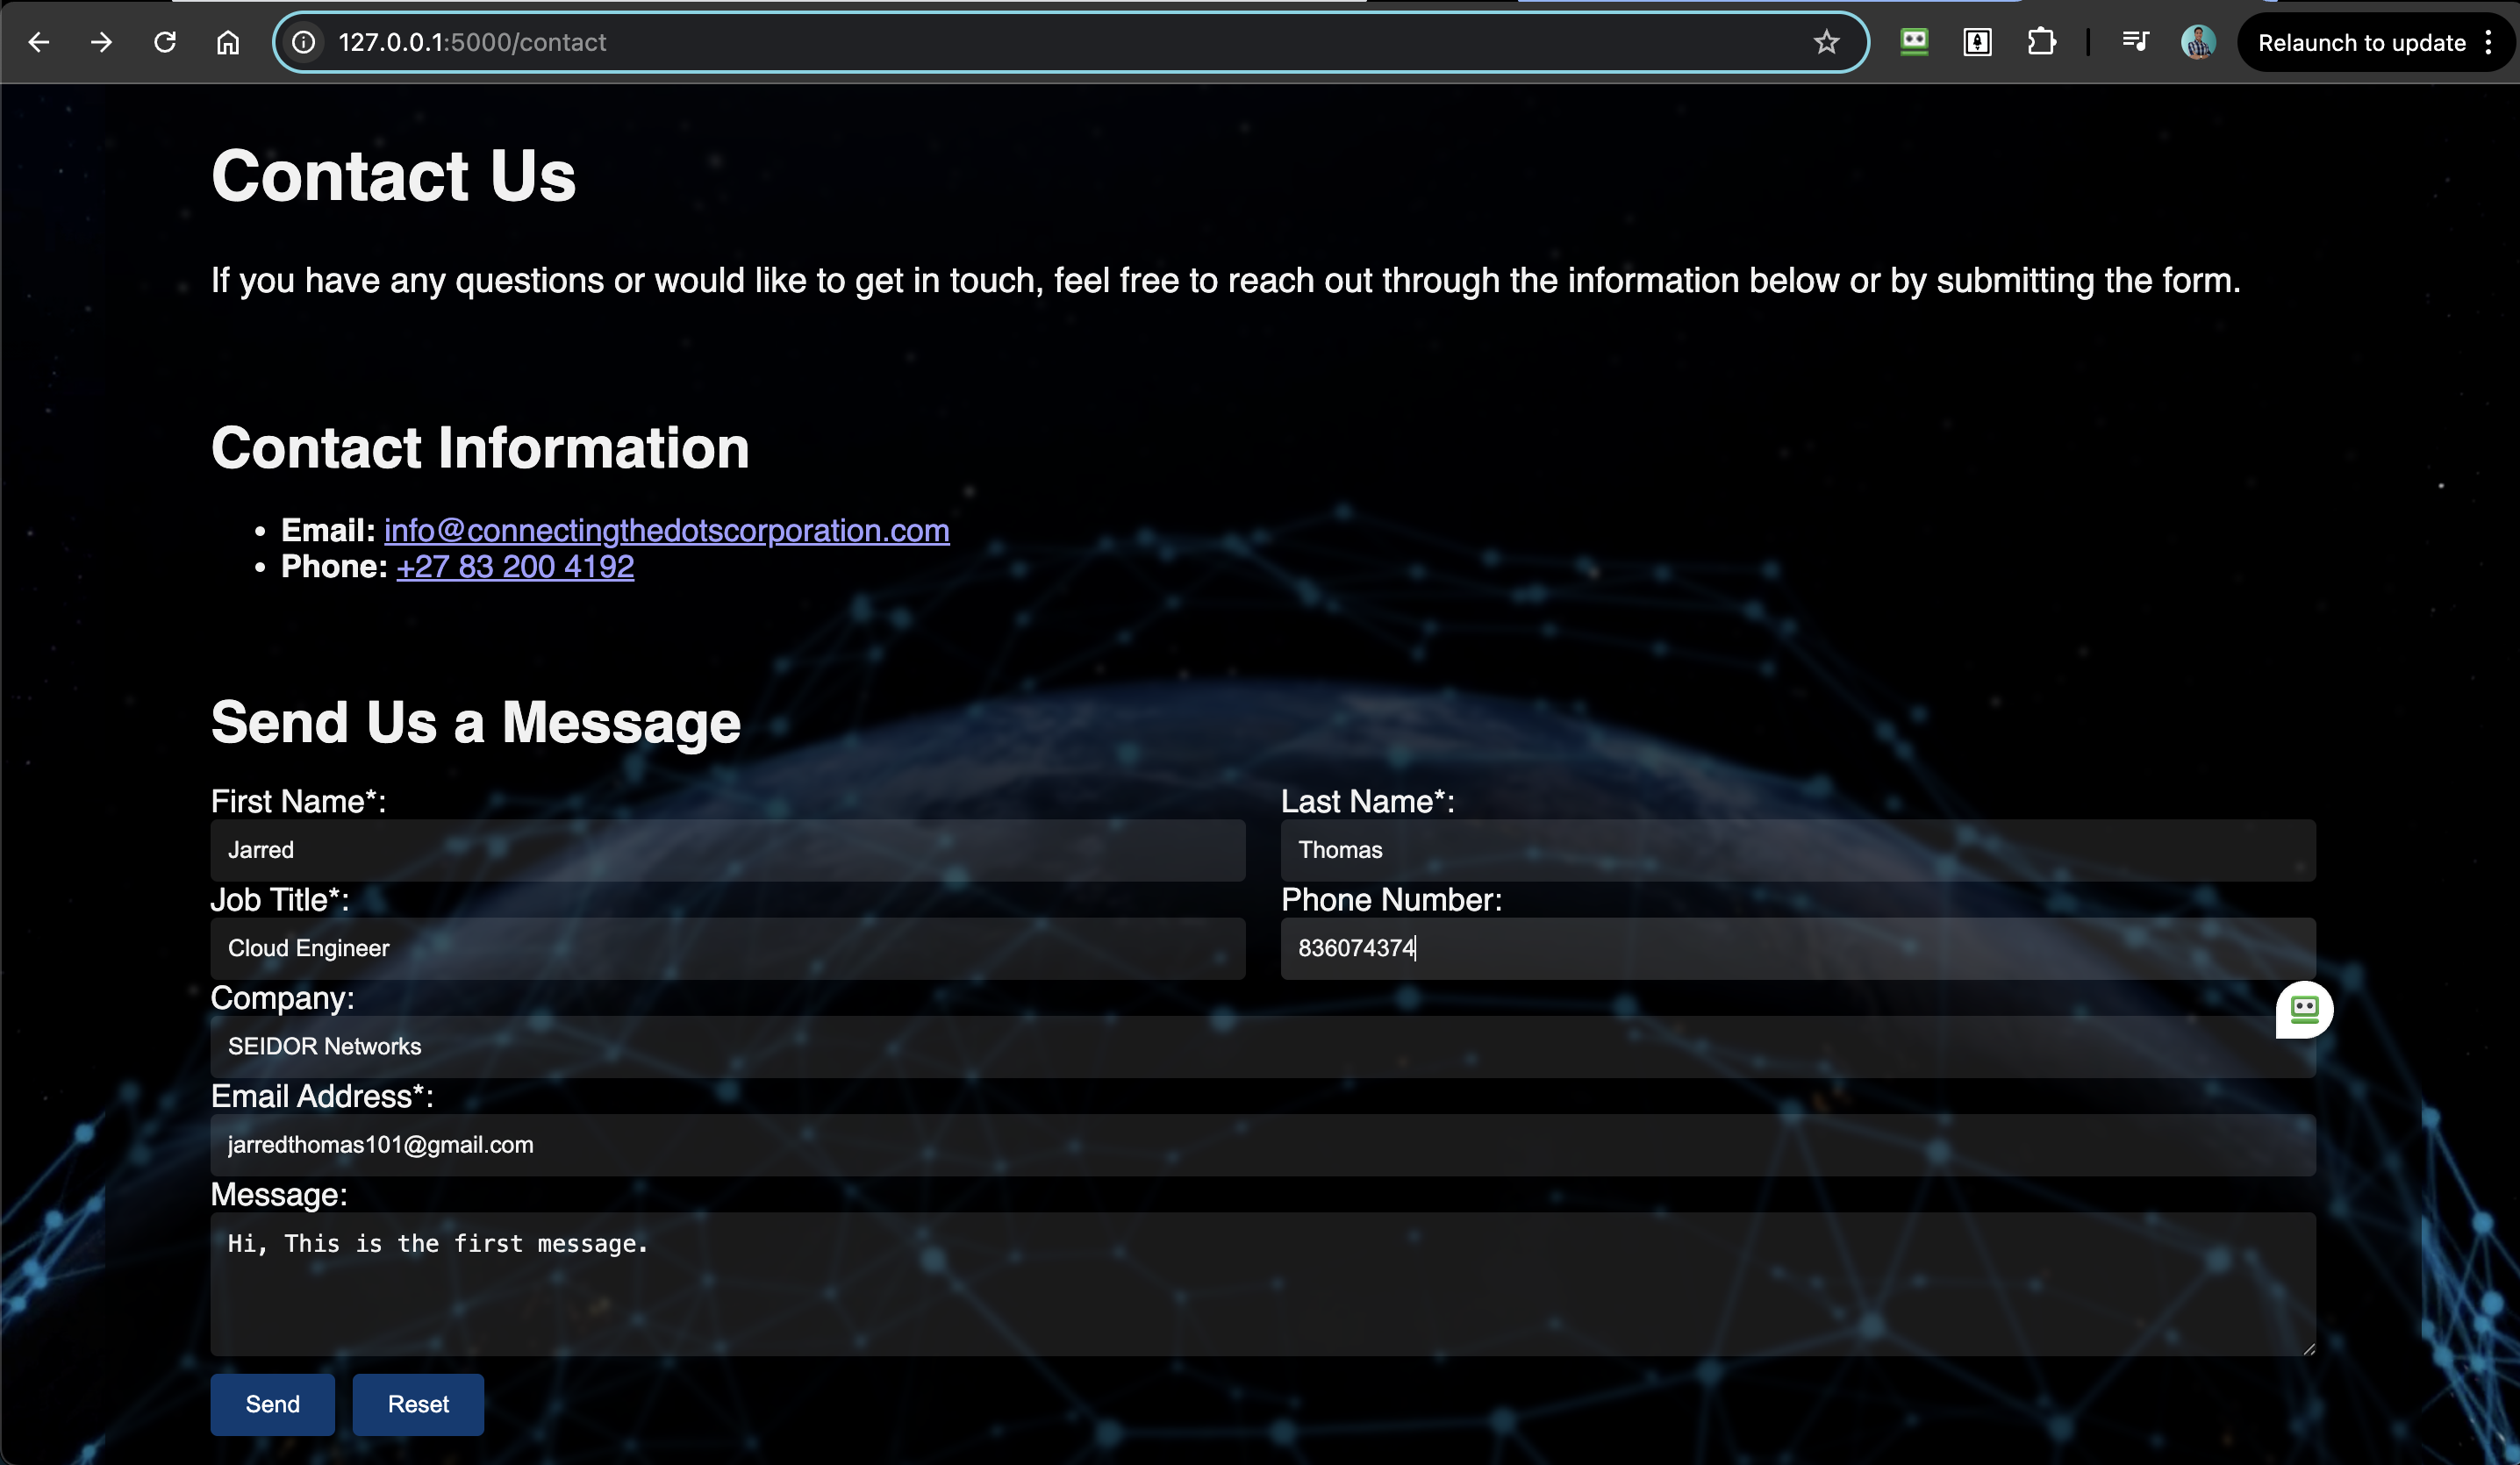 127.0.0.1:5000/contact
Relaunch to update
Contact Us
If you have any questions or would like to get in touch, feel free to reach out through the information below or by submitting the form.
Contact Information
• Email: info@connectingthedotscorporation.com
• Phone: +27 83 200 4192
Send Us a Message
First Name*: Last Name*:
Jarred Thomas
Job Title*: Phone Number:
Cloud Engineer 836074374
Company:
SEIDOR Networks
Email Address*:
jarredthomas101@gmail.com
Message:
Hi, This is the first message.
Send Reset